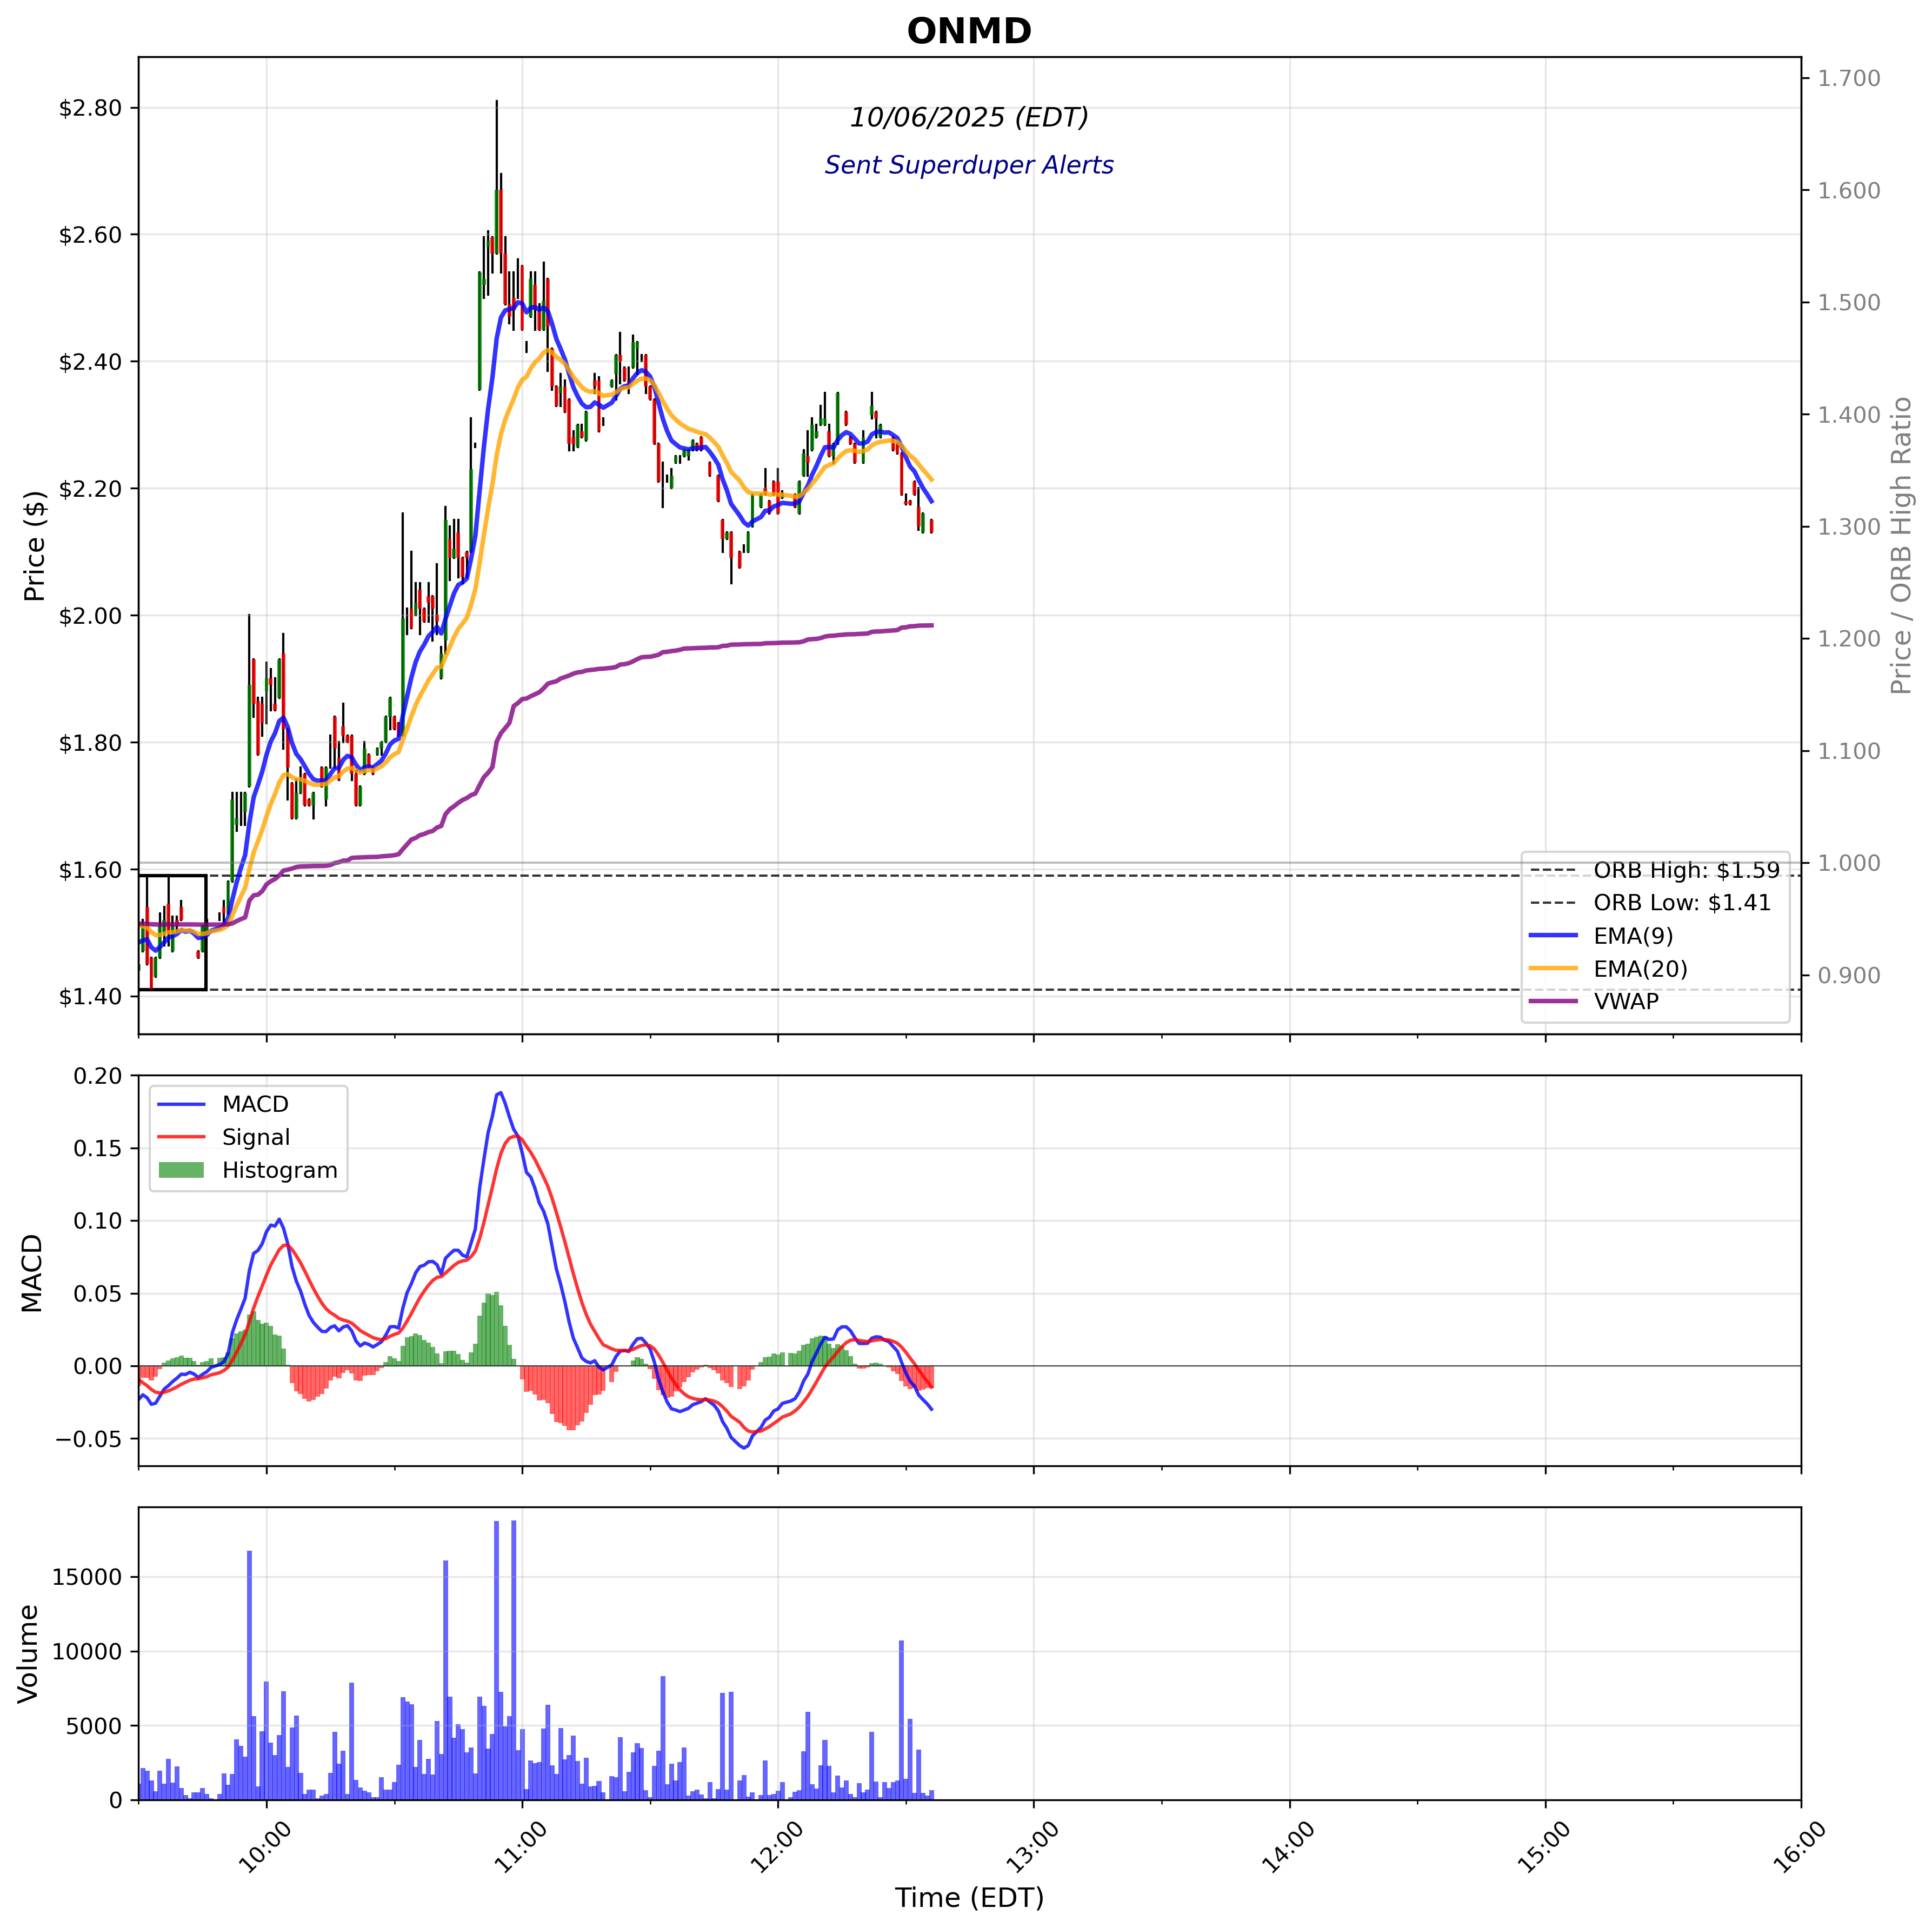 ONMD
10/06/2025 (EDT)
Sent Superduper Alerts
Price ($)
$2.80
$2.60
$2.40
$2.20
$2.00
$1.80
$1.60
$1.40
1.700
1.600
1.500
1.400
1.300
1.200
1.100
1.000
0.900
Price / ORB High Ratio
ORB High: $1.59
ORB Low: $1.41
EMA(9)
EMA(20)
VWAP
MACD
0.20
0.15
0.10
0.05
0.00
−0.05
MACD
Signal
Histogram
Volume
15000
10000
5000
0
10:00
11:00
12:00
13:00
14:00
15:00
16:00
Time (EDT)